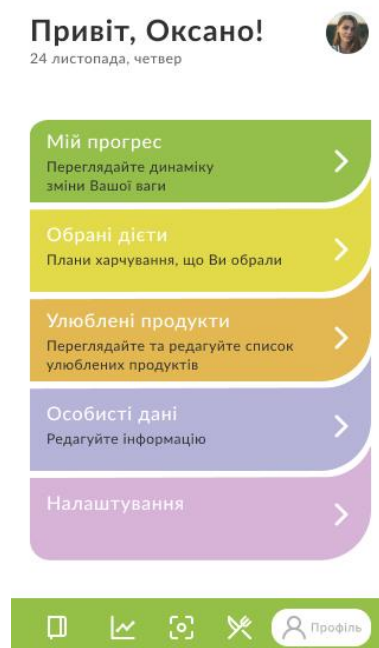 Привіт, Оксано!
24 листопада, четвер
Мій прогрес
Переглядайте динаміку
зміни Вашої ваги
Обрані дієти
Плани харчування, що Ви обрали
Улюблені продукти
Переглядайте та редагуйте список
улюблених продуктів
Особисті дані
Редагуйте інформацію
Налаштування
Профіль